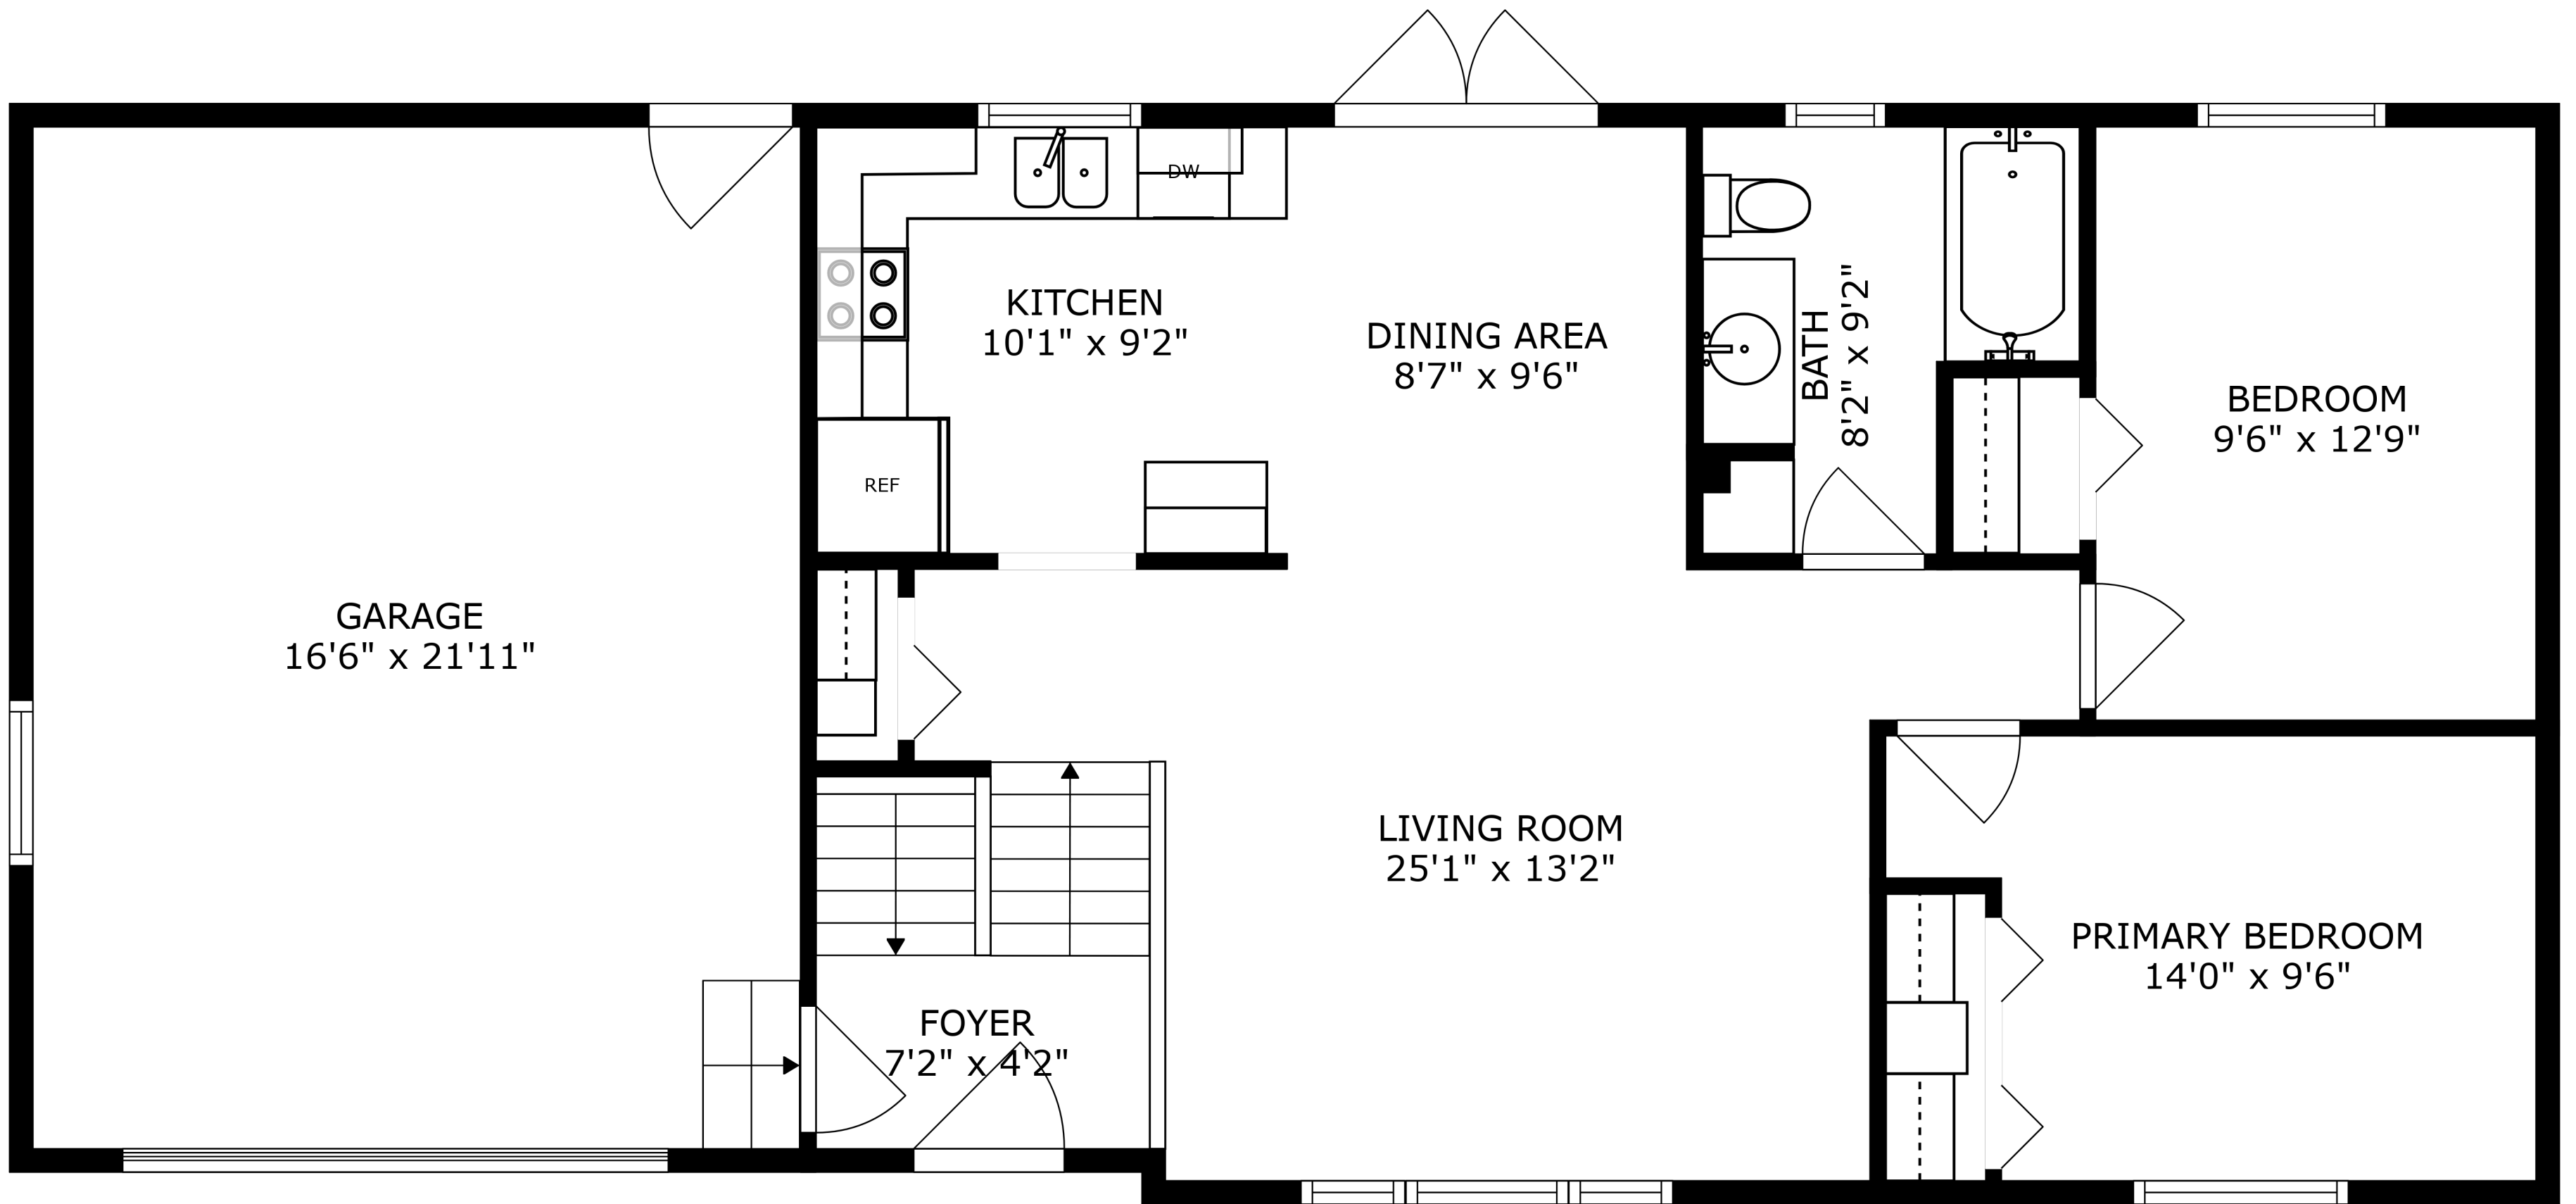 DW
KITCHEN
10'1" x 9'2"
DINING AREA
8'7" x 9'6"
BATH
8'2" x 9'2"
BEDROOM
9'6" x 12'9"
REF
GARAGE
16'6" x 21'11"
LIVING ROOM
25'1" x 13'2"
PRIMARY BEDROOM
14'0" x 9'6"
FOYER
7'2" x 4'2"